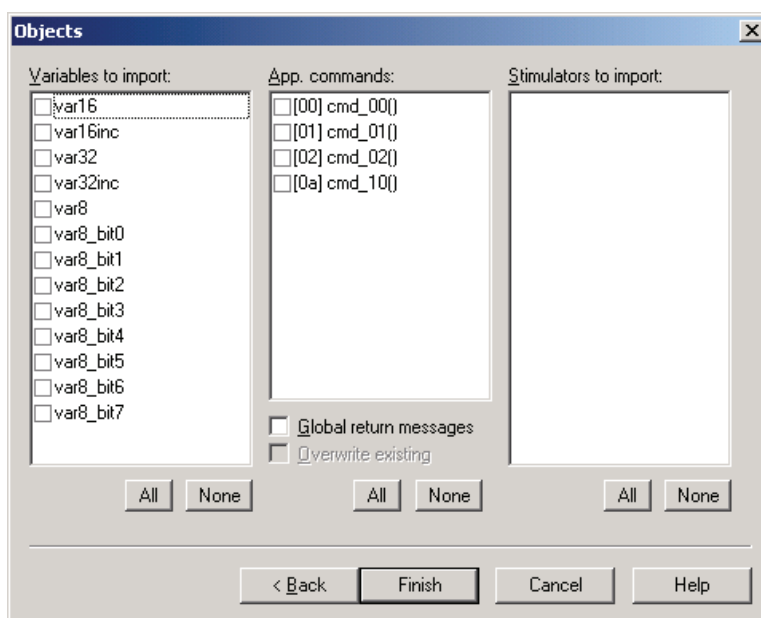 Objects
Variables to import:
var16
var16inc
var32
var32inc
var8
var8_bit0
var8_bit1
var8_bit2
var8_bit3
var8_bit4
var8_bit5
var8_bit6
var8_bit7
All None
App. commands:
[00] cmd_00()
[01] cmd_01()
[02] cmd_02()
[0a] cmd_10()
Global return messages
Overwrite existing
All None
Stimulators to import:
All None
< Back Finish Cancel Help